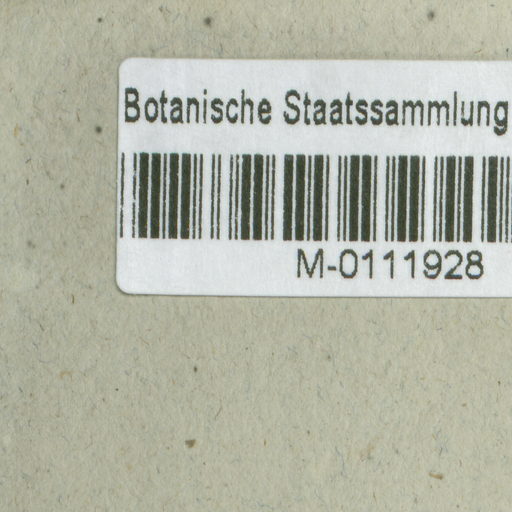 Botanische Staatssammlung
M-0111928